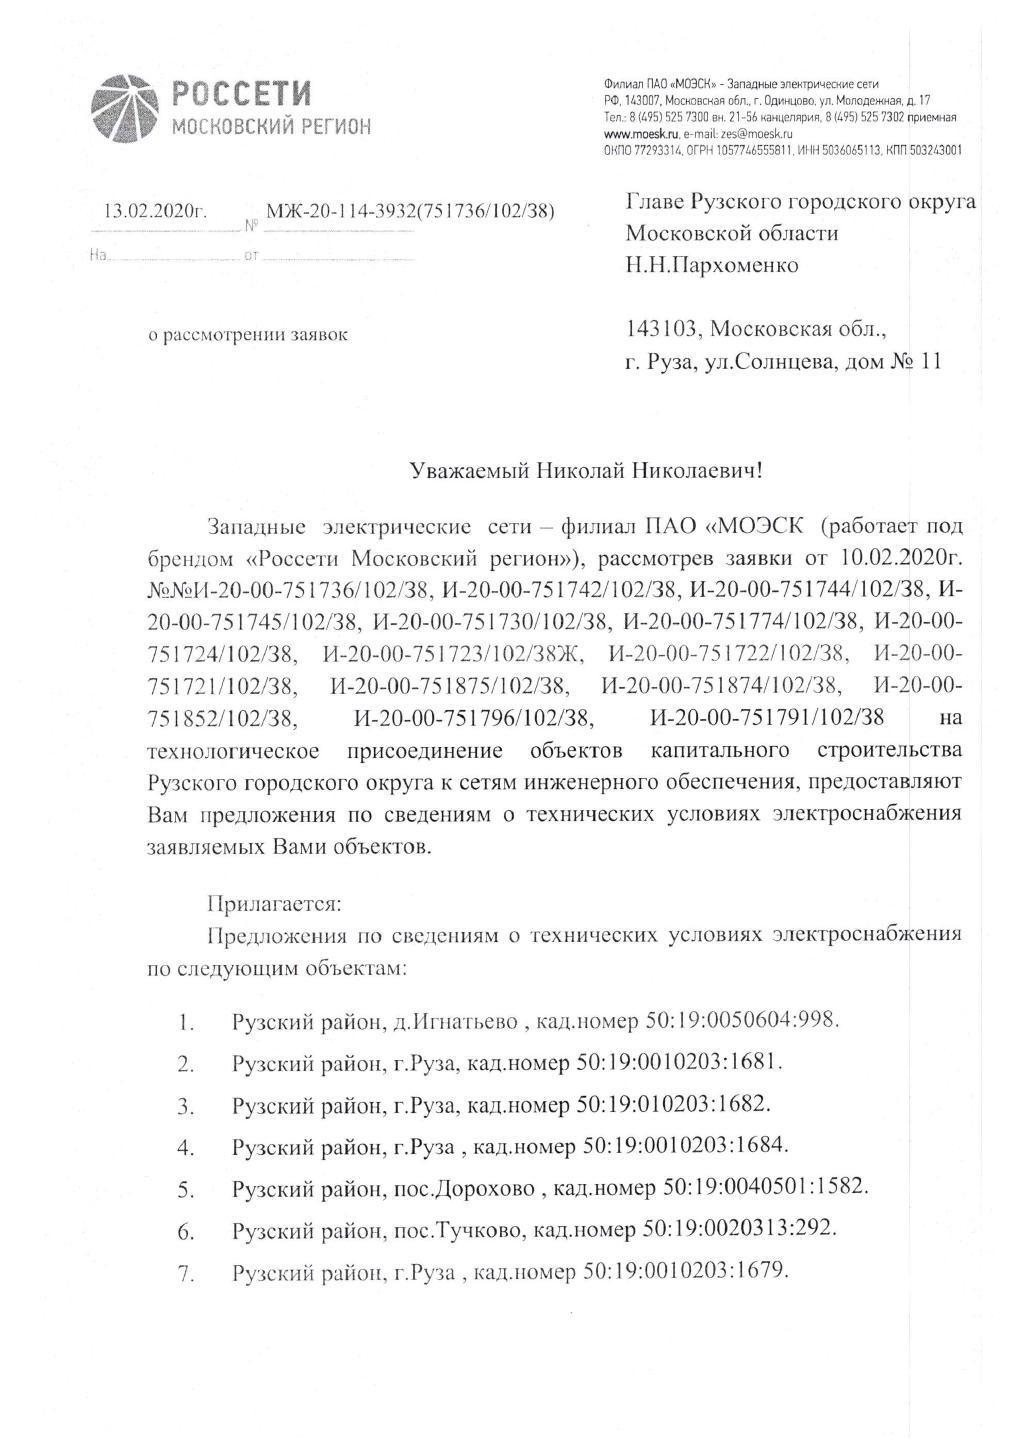 РОССЕТИ
МОСКОВСКИЙ РЕГИОН
Филиал ПАО «МОЭСК» - Западные электрические сети
РФ, 143007, Московская обл., г. Одинцово, ул. Молодежная, д. 17
Тел.: 8 (495) 525 7300 вн. 21-56 канцелярия, 8 (495) 525 7302 приемная
www.moesk.ru, e-mail: zes@moesk.ru
ОКПО 77293314, ОГРН 1057746555811, ИНН 5036065113, КПП 503243001
13.02.2020г. № МЖ-20-114-3932(751736/102/38)
На от
Главе Рузского городского округа
Московской области
Н.Н.Пархоменко
о рассмотрении заявок
143103, Московская обл.,
г. Руза, ул.Солнцева, дом № 11
Уважаемый Николай Николаевич!
Западные электрические сети – филиал ПАО «МОЭСК (работает под
брендом «Россети Московский регион»), рассмотрев заявки от 10.02.2020г.
№№И-20-00-751736/102/38, И-20-00-751742/102/38, И-20-00-751744/102/38, И-
20-00-751745/102/38, И-20-00-751730/102/38, И-20-00-751774/102/38, И-20-00-
751724/102/38, И-20-00-751723/102/38Ж, И-20-00-751722/102/38, И-20-00-
751721/102/38, И-20-00-751875/102/38, И-20-00-751874/102/38, И-20-00-
751852/102/38, И-20-00-751796/102/38, И-20-00-751791/102/38 на
технологическое присоединение объектов капитального строительства
Рузского городского округа к сетям инженерного обеспечения, предоставляют
Вам предложения по сведениям о технических условиях электроснабжения
заявляемых Вами объектов.
Прилагается:
Предложения по сведениям о технических условиях электроснабжения
по следующим объектам:
1. Рузский район, д.Игнатьево , кад.номер 50:19:0050604:998.
2. Рузский район, г.Руза, кад.номер 50:19:0010203:1681.
3. Рузский район, г.Руза, кад.номер 50:19:010203:1682.
4. Рузский район, г.Руза , кад.номер 50:19:0010203:1684.
5. Рузский район, пос.Дорохово , кад.номер 50:19:0040501:1582.
6. Рузский район, пос.Тучково, кад.номер 50:19:0020313:292.
7. Рузский район, г.Руза , кад.номер 50:19:0010203:1679.